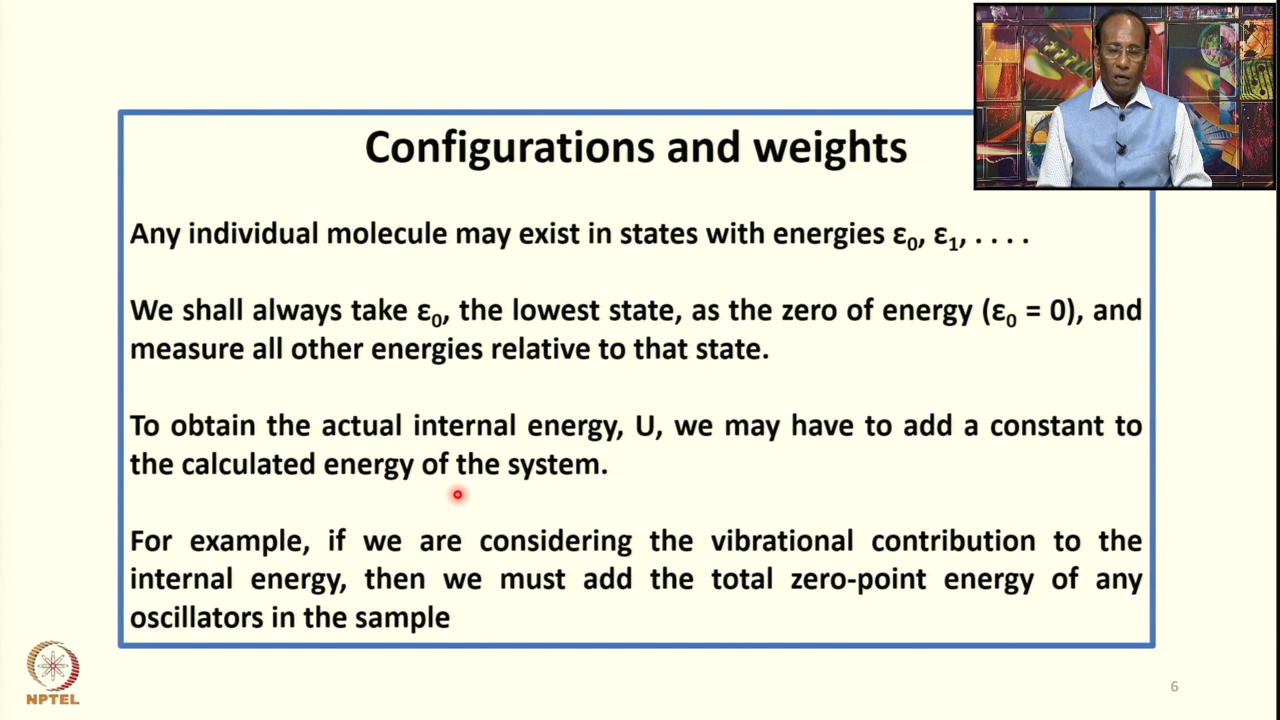 Configurations and weights
Any individual molecule may exist in states with energies ε₀, ε₁, . . . .
We shall always take ε₀, the lowest state, as the zero of energy (ε₀ = 0), and
measure all other energies relative to that state.
To obtain the actual internal energy, U, we may have to add a constant to
the calculated energy of the system.
For example, if we are considering the vibrational contribution to the
internal energy, then we must add the total zero-point energy of any
oscillators in the sample
NPTEL
6